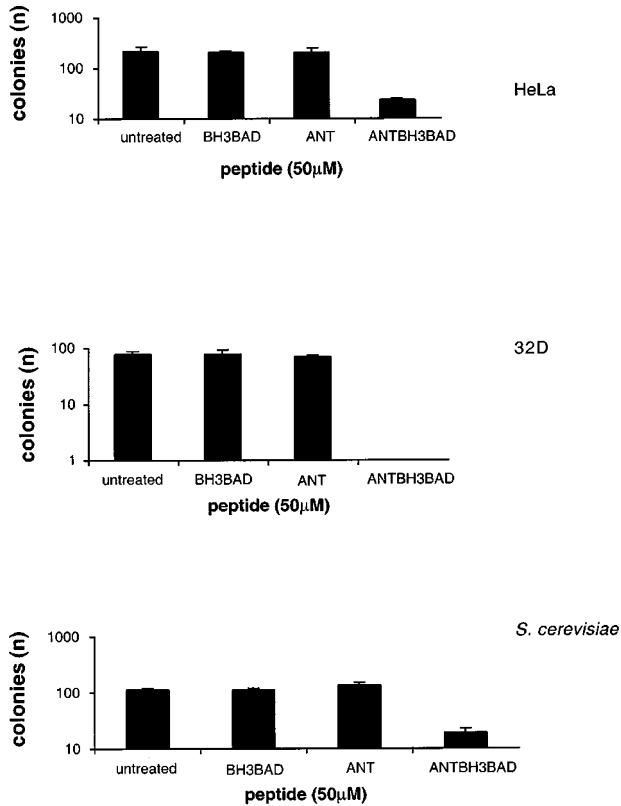 colonies (n)
1000
100
10
untreated BH3BAD ANT ANTBH3BAD
peptide (50µM)
HeLa
colonies (n)
100
10
1
untreated BH3BAD ANT ANTBH3BAD
peptide (50µM)
32D
colonies (n)
1000
100
10
untreated BH3BAD ANT ANTBH3BAD
peptide (50µM)
S. cerevisiae